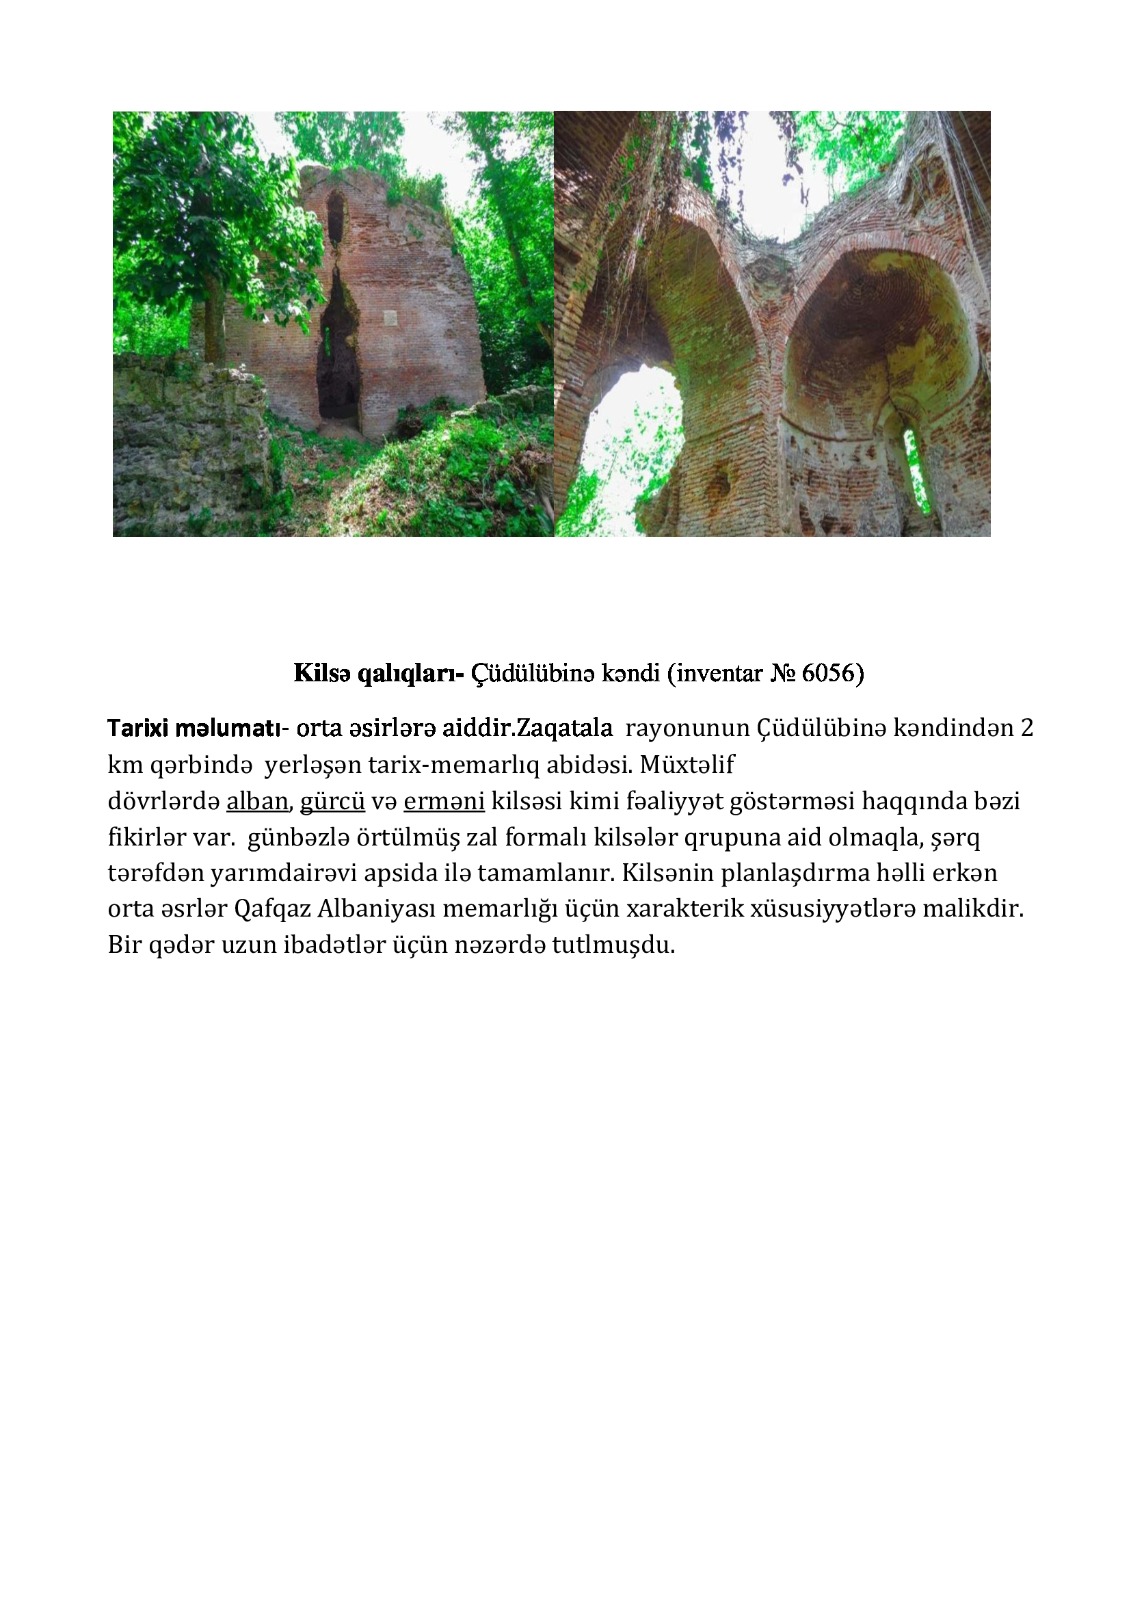 Kilsə qalıqları- Çüdülübinə kəndi (inventar № 6056)
Tarixi məlumatı- orta əsirlərə aiddir.Zaqatala rayonunun Çüdülübinə kəndindən 2
km qərbində yerləşən tarix-memarlıq abidəsi. Müxtəlif
dövrlərdə alban, gürcü və erməni kilsəsi kimi fəaliyyət göstərməsi haqqında bəzi
fikirlər var. günbəzlə örtülmüş zal formalı kilsələr qrupuna aid olmaqla, şərq
tərəfdən yarımdairəvi apsida ilə tamamlanır. Kilsənin planlaşdırma həlli erkən
orta əsrlər Qafqaz Albaniyası memarlığı üçün xarakterik xüsusiyyətlərə malikdir.
Bir qədər uzun ibadətlər üçün nəzərdə tutlmuşdu.